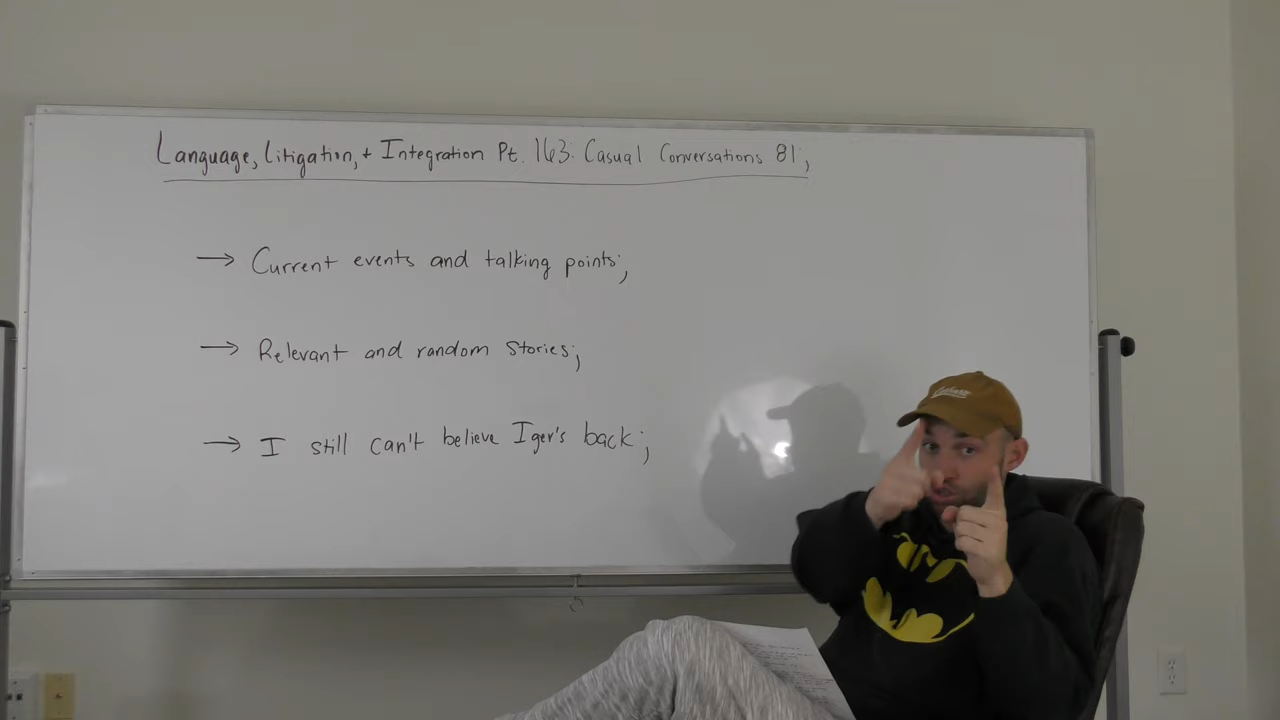 Language, Litigation, + Integration Pt. 163: Casual Conversations 81;
→ Current events and talking points;
→ Relevant and random stories;
→ I still can't believe Iger's back;
Carhartt